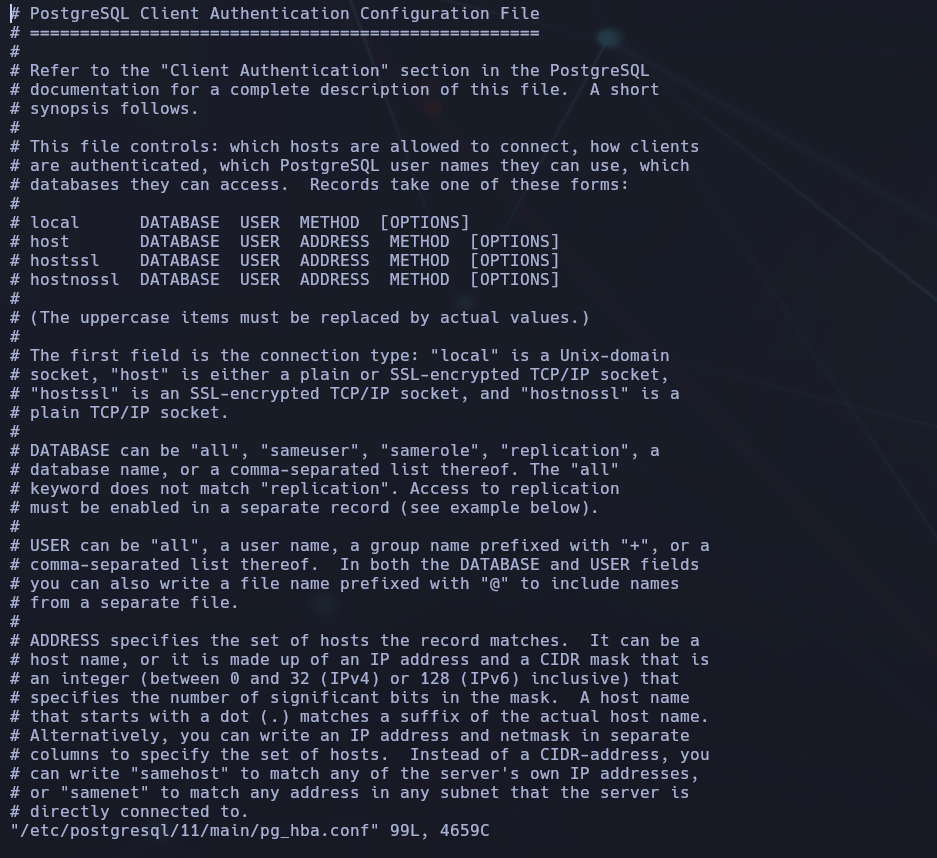 # PostgreSQL Client Authentication Configuration File
# ===================================================
#
# Refer to the "Client Authentication" section in the PostgreSQL
# documentation for a complete description of this file.  A short
# synopsis follows.
#
# This file controls: which hosts are allowed to connect, how clients
# are authenticated, which PostgreSQL user names they can use, which
# databases they can access.  Records take one of these forms:
#
# local      DATABASE  USER  METHOD  [OPTIONS]
# host       DATABASE  USER  ADDRESS  METHOD  [OPTIONS]
# hostssl    DATABASE  USER  ADDRESS  METHOD  [OPTIONS]
# hostnossl  DATABASE  USER  ADDRESS  METHOD  [OPTIONS]
#
# (The uppercase items must be replaced by actual values.)
#
# The first field is the connection type: "local" is a Unix-domain
# socket, "host" is either a plain or SSL-encrypted TCP/IP socket,
# "hostssl" is an SSL-encrypted TCP/IP socket, and "hostnossl" is a
# plain TCP/IP socket.
#
# DATABASE can be "all", "sameuser", "samerole", "replication", a
# database name, or a comma-separated list thereof. The "all"
# keyword does not match "replication". Access to replication
# must be enabled in a separate record (see example below).
#
# USER can be "all", a user name, a group name prefixed with "+", or a
# comma-separated list thereof.  In both the DATABASE and USER fields
# you can also write a file name prefixed with "@" to include names
# from a separate file.
#
# ADDRESS specifies the set of hosts the record matches.  It can be a
# host name, or it is made up of an IP address and a CIDR mask that is
# an integer (between 0 and 32 (IPv4) or 128 (IPv6) inclusive) that
# specifies the number of significant bits in the mask.  A host name
# that starts with a dot (.) matches a suffix of the actual host name.
# Alternatively, you can write an IP address and netmask in separate
# columns to specify the set of hosts.  Instead of a CIDR-address, you
# can write "samehost" to match any of the server's own IP addresses,
# or "samenet" to match any address in any subnet that the server is
# directly connected to.
"/etc/postgresql/11/main/pg_hba.conf" 99L, 4659C